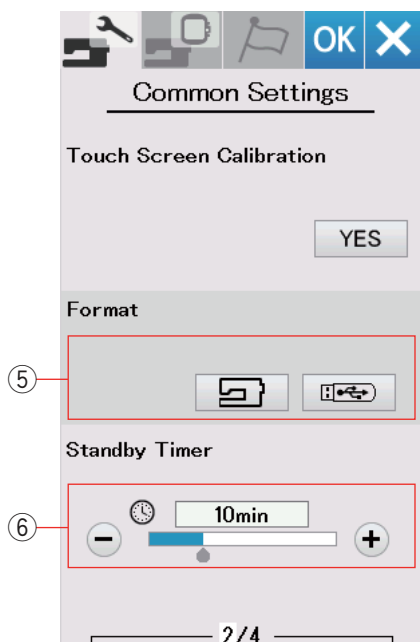 OK
Common Settings
Touch Screen Calibration
YES
Format
⑤
Standby Timer
⑥
10min
− +
2/4